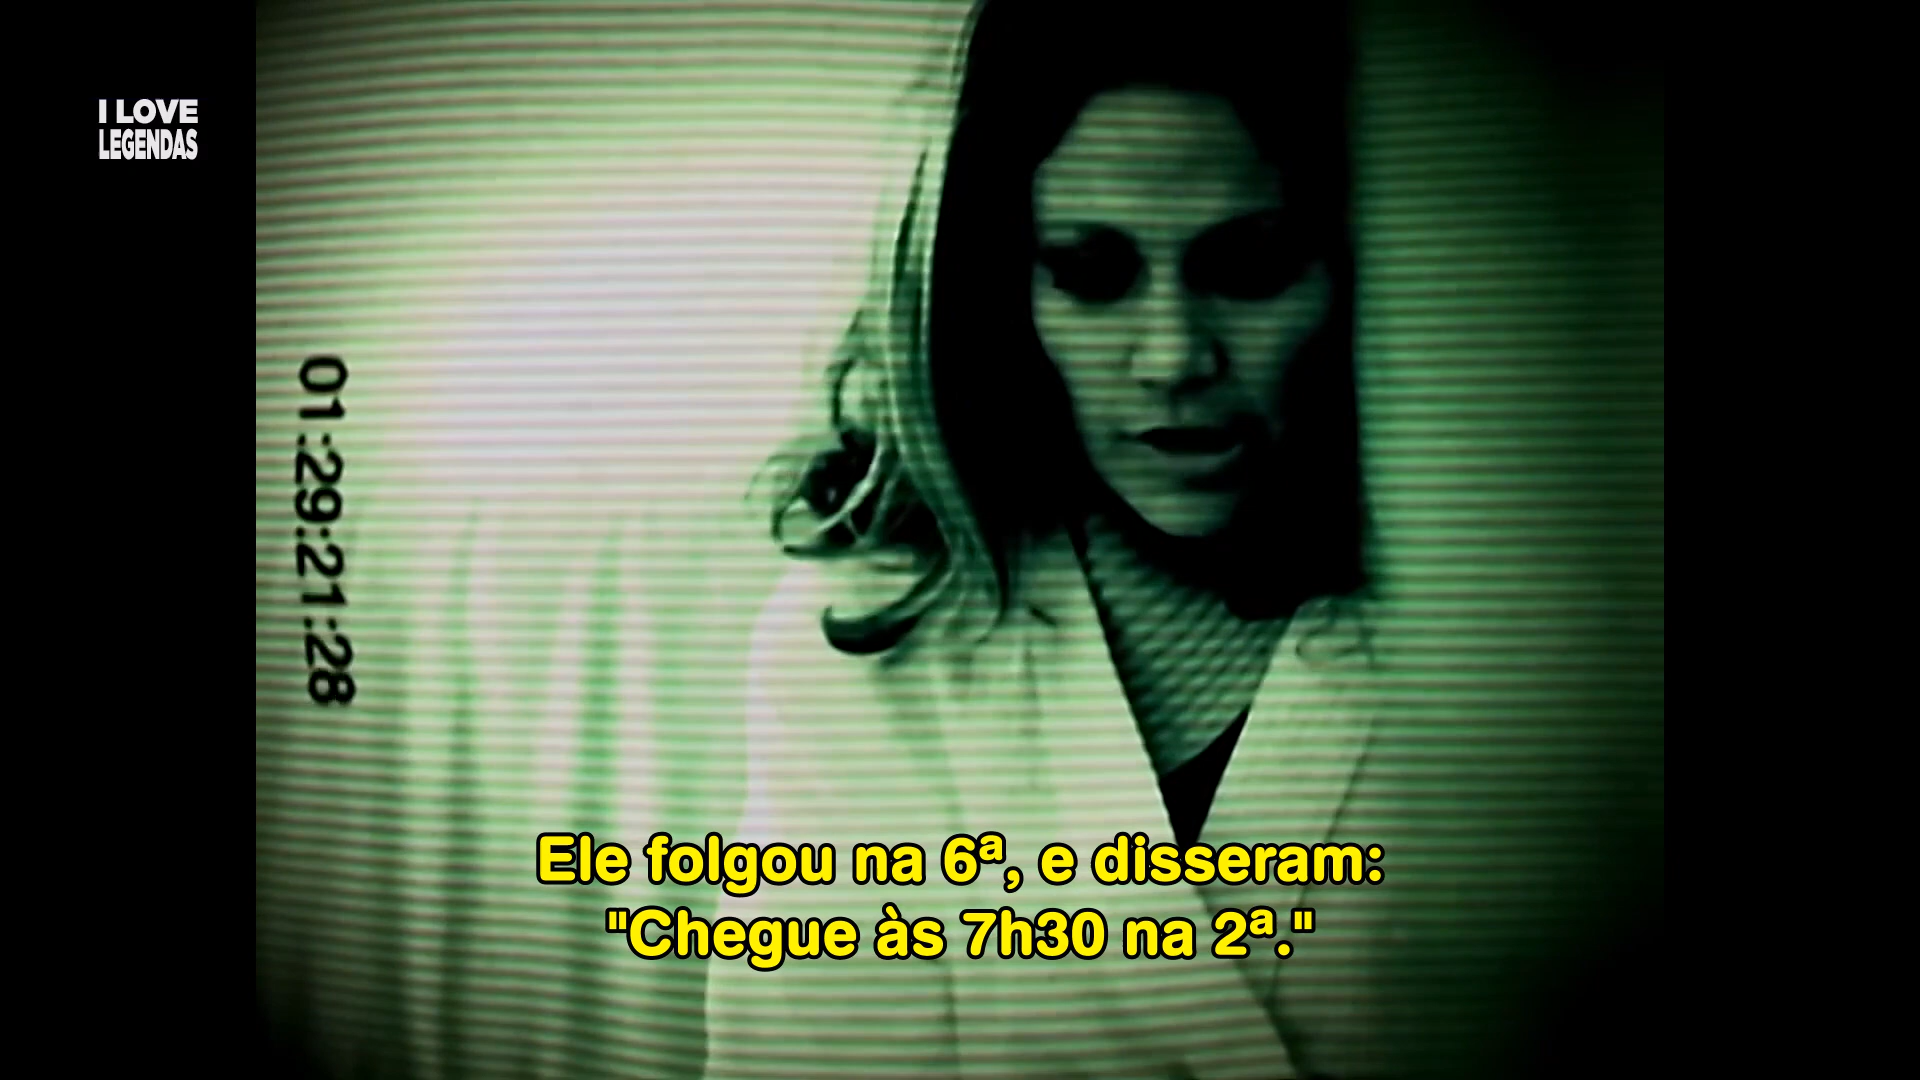 I LOVE
LEGENDAS
01:29:21:28
Ele folgou na 6ª, e disseram:
"Chegue às 7h30 na 2ª."